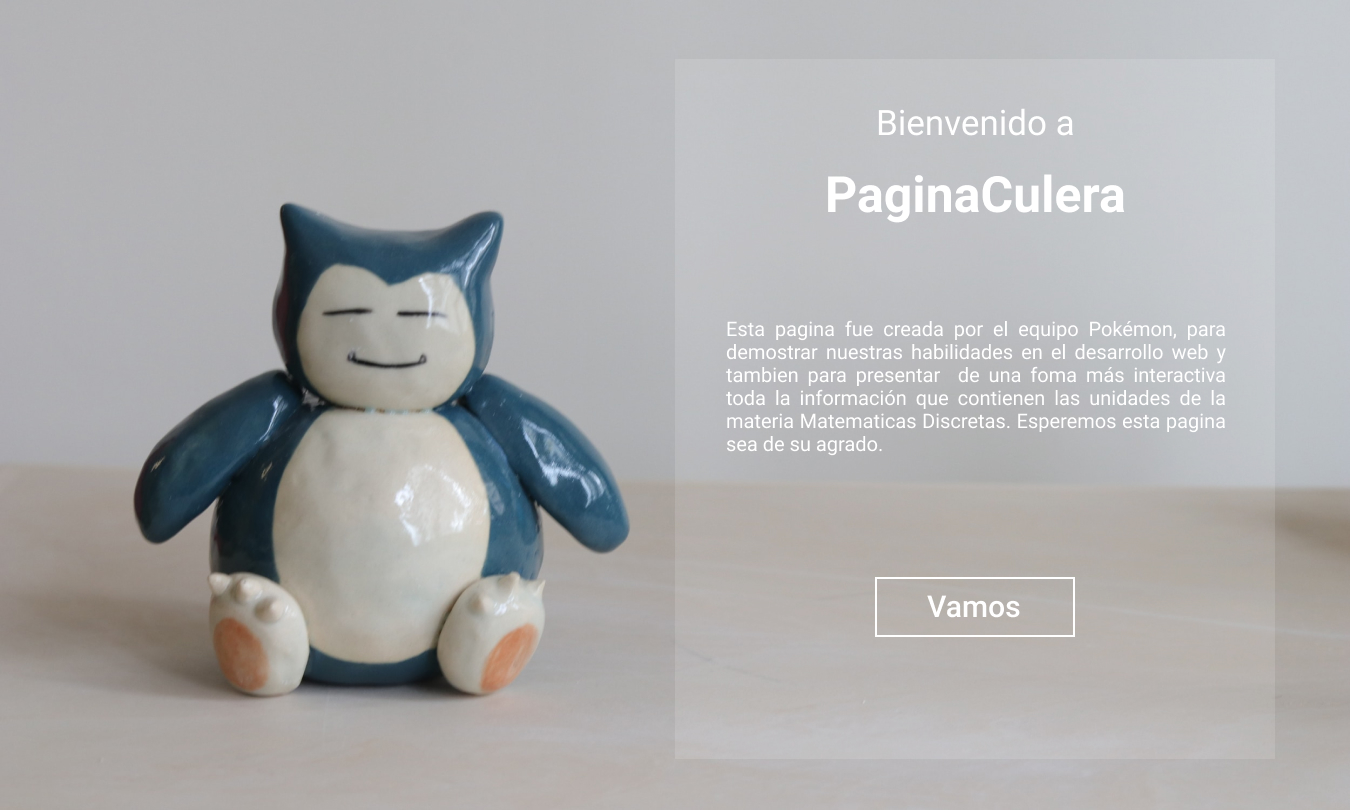 Bienvenido a
PaginaCulera
Esta pagina fue creada por el equipo Pokémon, para
demostrar nuestras habilidades en el desarrollo web y
tambien para presentar  de una foma más interactiva
toda la información que contienen las unidades de la
materia Matematicas Discretas. Esperemos esta pagina
sea de su agrado.
Vamos